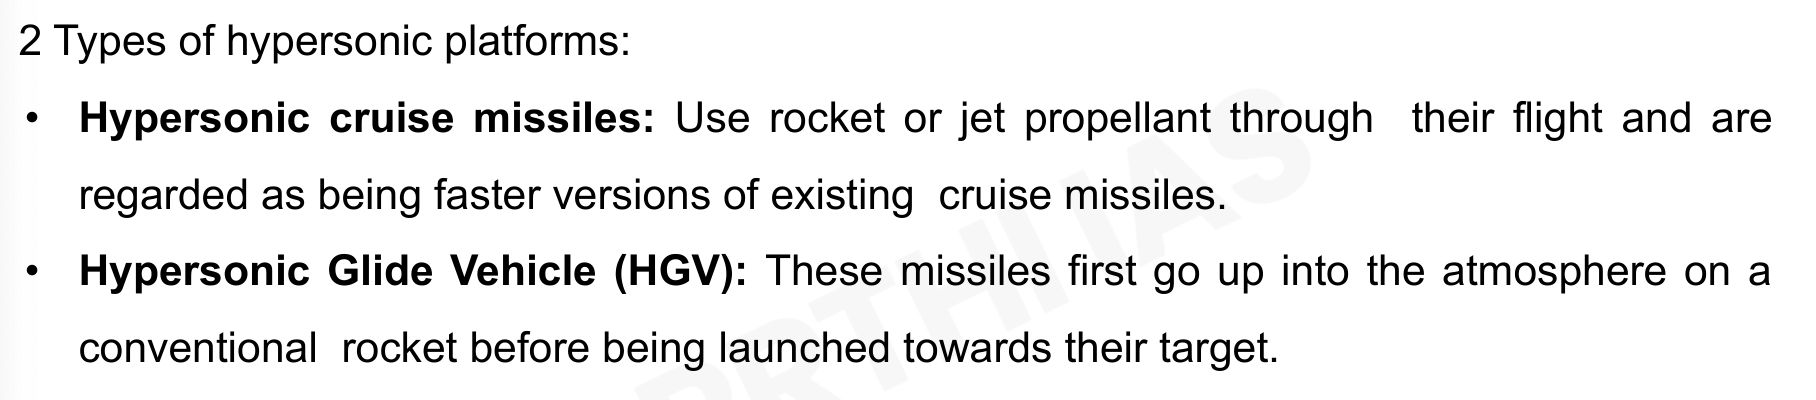 2 Types of hypersonic platforms:
• Hypersonic cruise missiles: Use rocket or jet propellant through their flight and are
regarded as being faster versions of existing cruise missiles.
• Hypersonic Glide Vehicle (HGV): These missiles first go up into the atmosphere on a
conventional rocket before being launched towards their target.
PRTHI IAS